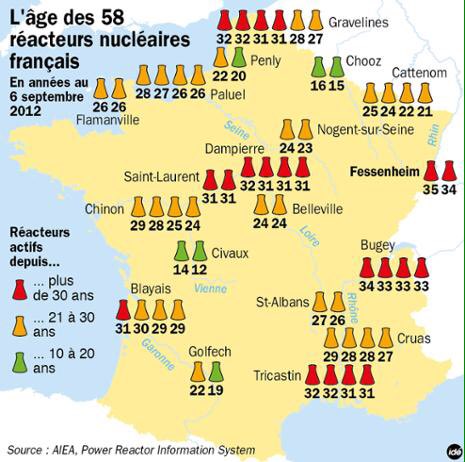 L'âge des 58
réacteurs nucléaires
français
En années au
6 septembre
2012
32 32 31 31 28 27
Gravelines
22 20
Penly
16 15
Chooz
28 27 26 26
Paluel
26 26
Flamanville
Cattenom
25 24 22 21
Seine
Rhin
24 23
Nogent-sur-Seine
Dampierre
32 31 31 31
Saint-Laurent
31 31
Fessenheim
35 34
Chinon
29 28 25 24
Belleville
24 24
Loire
Réacteurs
actifs
depuis...
... plus
de 30 ans
... 21 à 30
ans
... 10 à 20
ans
Civaux
14 12
Vienne
Bugey
34 33 33 33
Blayais
31 30 29 29
St-Albans
27 26
Rhône
Cruas
29 28 28 27
Garonne
Golfech
22 19
Tricastin
32 32 31 31
Source : AIEA, Power Reactor Information System
idé